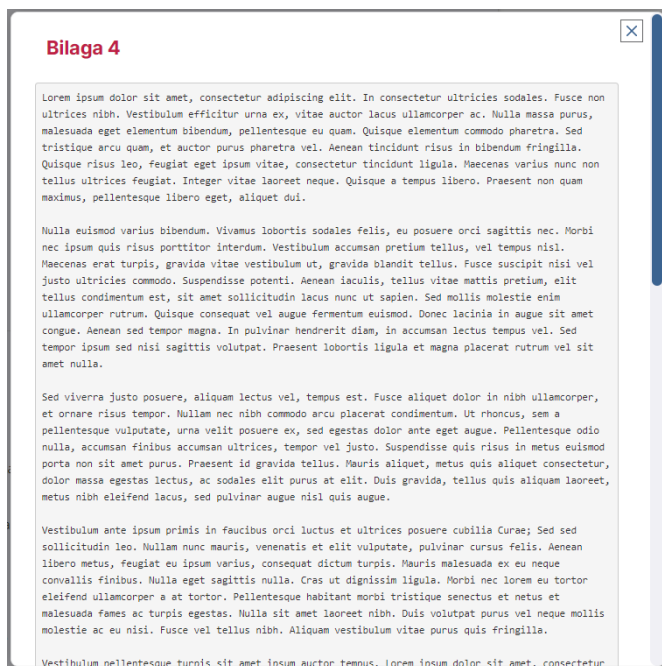 Bilaga 4
Lorem ipsum dolor sit amet, consectetur adipiscing elit. In consectetur ultricies sodales. Fusce non
ultrices nibh. Vestibulum efficitur urna ex, vitae auctor lacus ullamcorper ac. Nulla massa purus,
malesuada eget elementum bibendum, pellentesque eu quam. Quisque elementum commodo pharetra. Sed
tristique arcu quam, et auctor purus pharetra vel. Aenean tincidunt risus in bibendum fringilla.
Quisque risus leo, feugiat eget ipsum vitae, consectetur tincidunt ligula. Maecenas varius nunc non
tellus ultrices feugiat. Integer vitae laoreet neque. Quisque a tempus libero. Praesent non quam
maximus, pellentesque libero eget, aliquet dui.
Nulla euismod varius bibendum. Vivamus lobortis sodales felis, eu posuere orci sagittis nec. Morbi
nec ipsum quis risus porttitor interdum. Vestibulum accumsan pretium tellus, vel tempus nisl.
Maecenas erat turpis, gravida vitae vestibulum ut, gravida blandit tellus. Fusce suscipit nisi vel
justo ultricies commodo. Suspendisse potenti. Aenean iaculis, tellus vitae mattis pretium, elit
tellus condimentum est, sit amet sollicitudin lacus nunc ut sapien. Sed mollis molestie enim
ullamcorper rutrum. Quisque consequat vel augue fermentum euismod. Donec lacinia in augue sit amet
congue. Aenean sed tempor magna. In pulvinar hendrerit diam, in accumsan lectus tempus vel. Sed
tempor ipsum sed nisi sagittis volutpat. Praesent lobortis ligula et magna placerat rutrum vel sit
amet nulla.
Sed viverra justo posuere, aliquam lectus vel, tempus est. Fusce aliquet dolor in nibh ullamcorper,
et ornare risus tempor. Nullam nec nibh commodo arcu placerat condimentum. Ut rhoncus, sem a
pellentesque vulputate, urna velit posuere ex, sed egestas dolor ante eget augue. Pellentesque odio
nulla, accumsan finibus accumsan ultrices, tempor vel justo. Suspendisse quis risus in metus euismod
porta non sit amet purus. Praesent id gravida tellus. Mauris aliquet, metus quis aliquet consectetur,
dolor massa egestas lectus, ac sodales elit purus at elit. Duis gravida, tellus quis aliquam laoreet,
metus nibh eleifend lacus, sed pulvinar augue nisl quis augue.
Vestibulum ante ipsum primis in faucibus orci luctus et ultrices posuere cubilia Curae; Sed sed
sollicitudin leo. Nullam nunc mauris, venenatis et elit vulputate, pulvinar cursus felis. Aenean
libero metus, feugiat eu ipsum varius, consequat dictum turpis. Mauris malesuada ex eu neque
convallis finibus. Nulla eget sagittis nulla. Cras ut dignissim ligula. Morbi nec lorem eu tortor
eleifend ullamcorper a at tortor. Pellentesque habitant morbi tristique senectus et netus et
malesuada fames ac turpis egestas. Nulla sit amet laoreet nibh. Duis volutpat purus vel neque mollis
molestie ac eu nisi. Fusce vel tellus nibh. Aliquam vestibulum vitae purus quis fringilla.
Vestibulum pellentesque turpis sit amet ipsum auctor tempus. Lorem ipsum dolor sit amet, consectetur